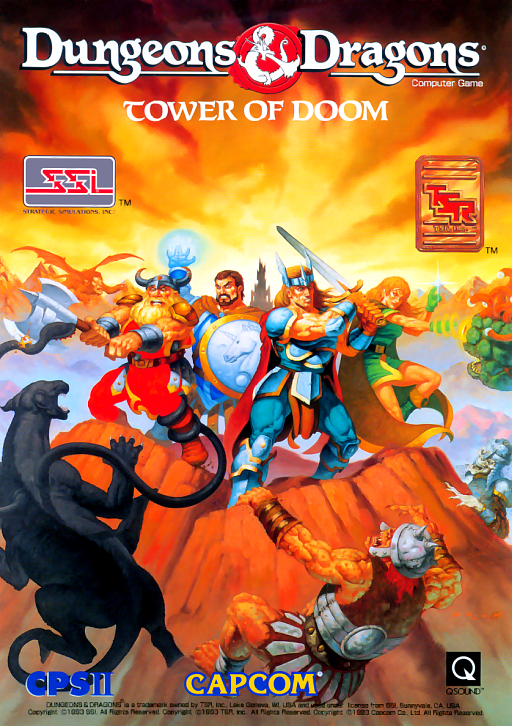 Dungeons & Dragons©
Computer Game
TOWER OF DOOM
SSI
STRATEGIC SIMULATIONS, INC.
TM
TSR
TM
CPSII
CAPCOM®
Q
QSOUND™
DUNGEONS & DRAGONS is a trademark owned by TSR, Inc., Lake Geneva, WI, USA and used under license from SSI, Sunnyvale, CA, USA.
Copyright ©1993 SSI. All Rights Reserved. Copyright ©1993 TSR, Inc. All Rights Reserved. Copyright ©1993 Capcom Co., Ltd. All Rights Reserved.